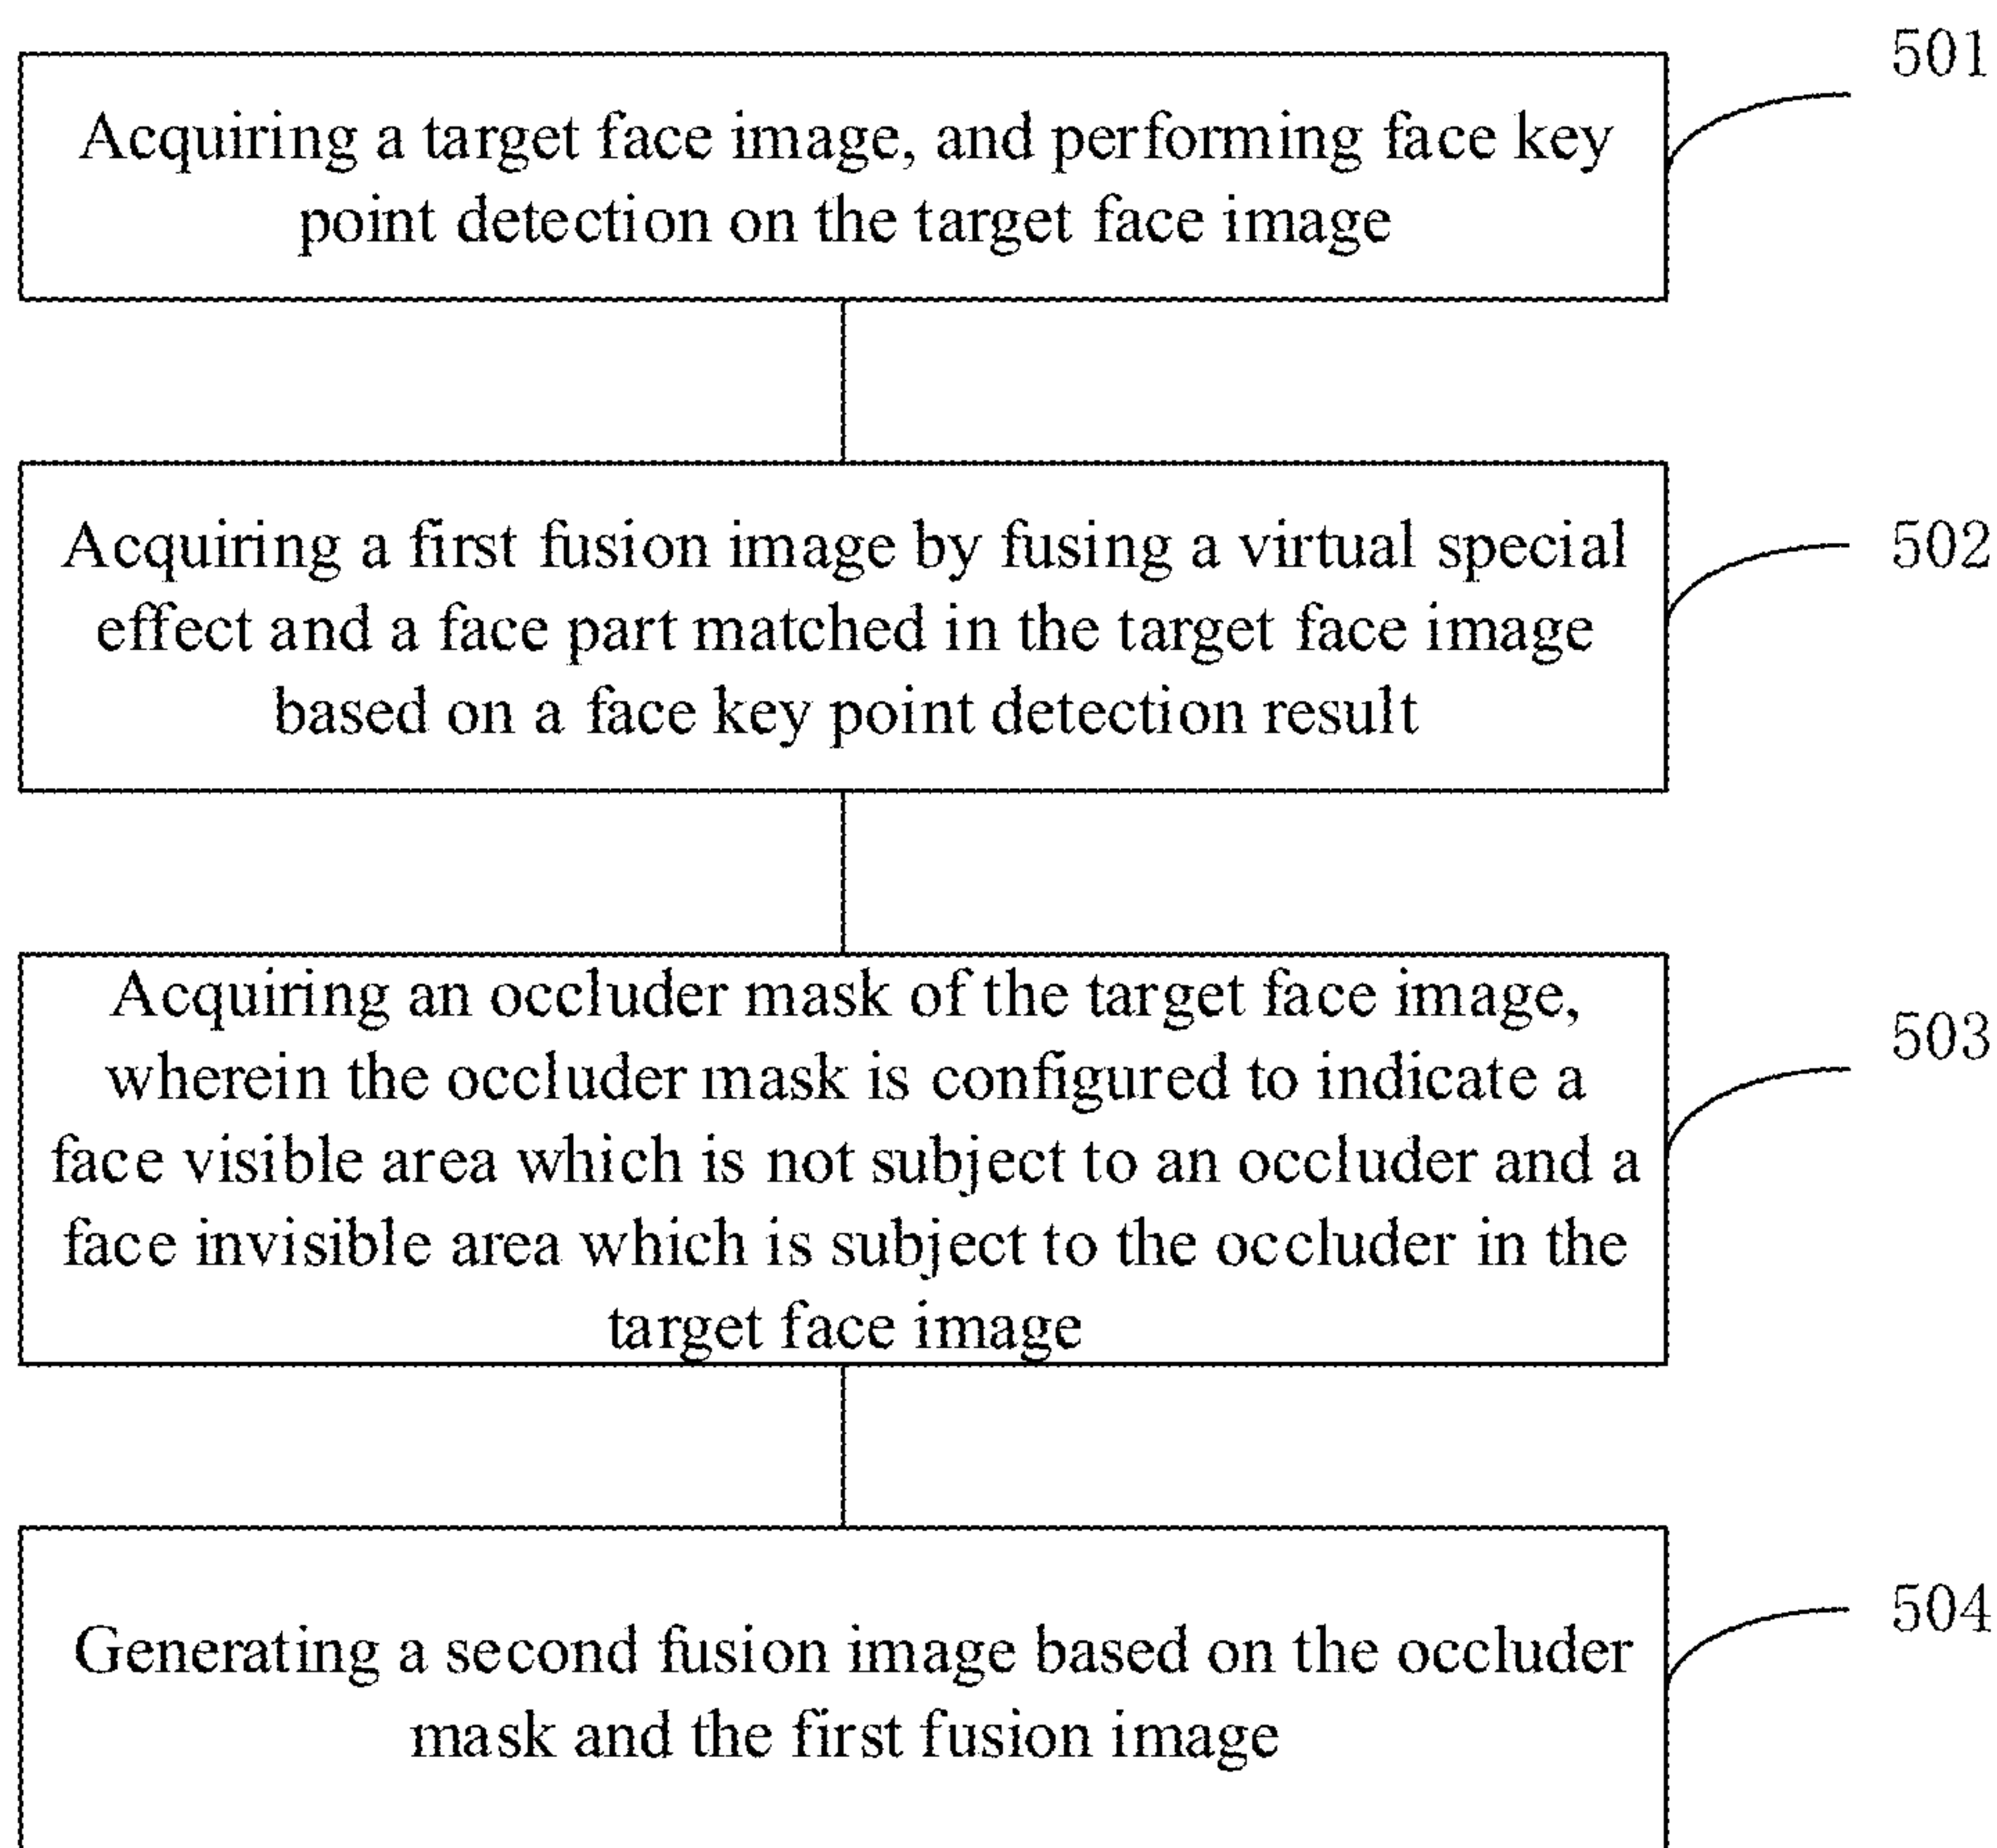 501
Acquiring a target face image, and performing face key
point detection on the target face image
502
Acquiring a first fusion image by fusing a virtual special
effect and a face part matched in the target face image
based on a face key point detection result
503
Acquiring an occluder mask of the target face image,
wherein the occluder mask is configured to indicate a
face visible area which is not subject to an occluder and a
face invisible area which is subject to the occluder in the
target face image
504
Generating a second fusion image based on the occluder
mask and the first fusion image